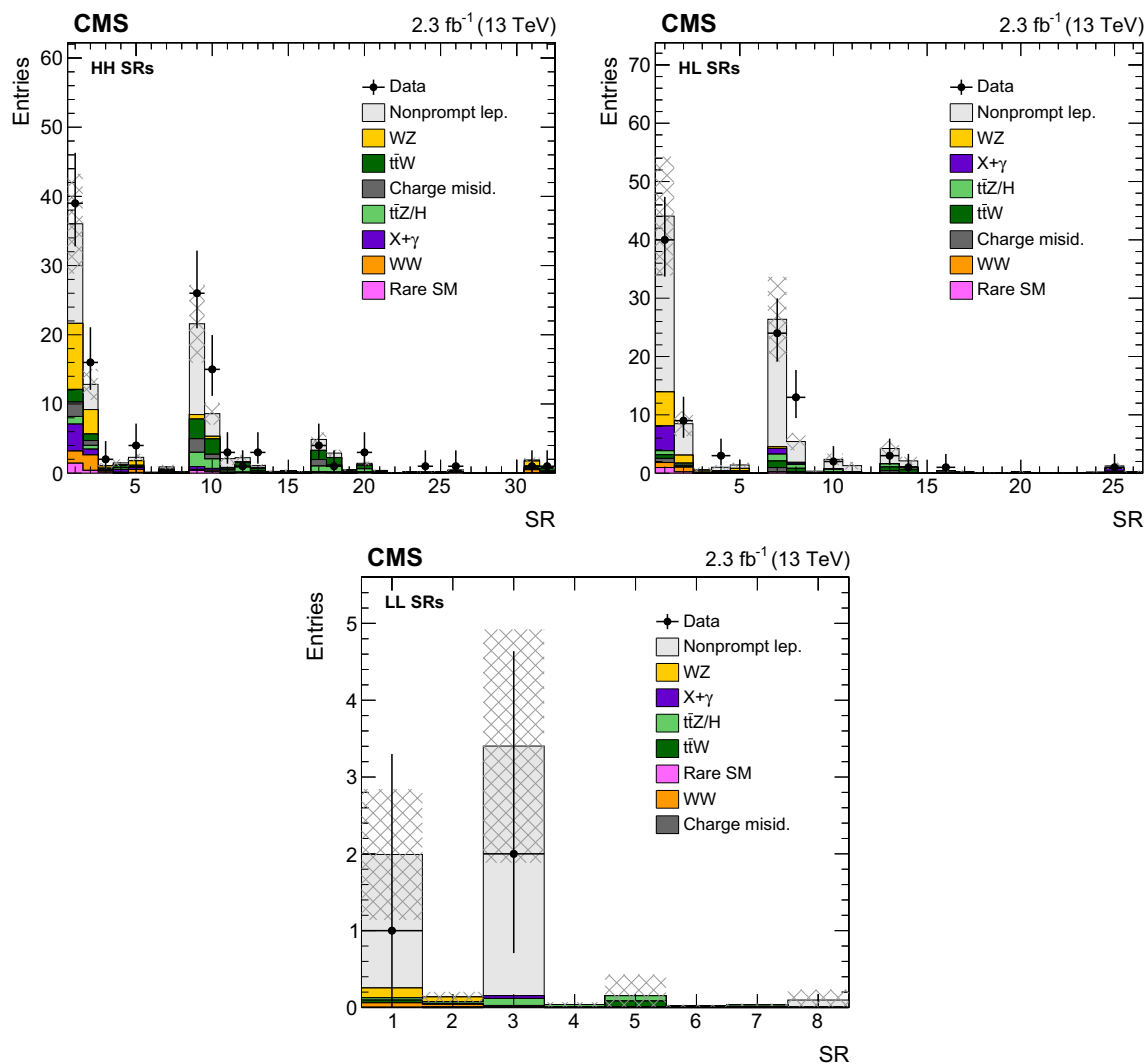 CMS 2.3 fb⁻¹ (13 TeV)
HH SRs
Entries
Data
Nonprompt lep.
WZ
tt̄W
Charge misid.
tt̄Z/H
X+γ
WW
Rare SM
60
50
40
30
20
10
0
5 10 15 20 25 30
SR
CMS 2.3 fb⁻¹ (13 TeV)
HL SRs
Entries
Data
Nonprompt lep.
WZ
X+γ
tt̄Z/H
tt̄W
Charge misid.
WW
Rare SM
70
60
50
40
30
20
10
0
5 10 15 20 25
SR
CMS 2.3 fb⁻¹ (13 TeV)
LL SRs
Entries
Data
Nonprompt lep.
WZ
X+γ
tt̄Z/H
tt̄W
Rare SM
WW
Charge misid.
5
4
3
2
1
0
1 2 3 4 5 6 7 8
SR